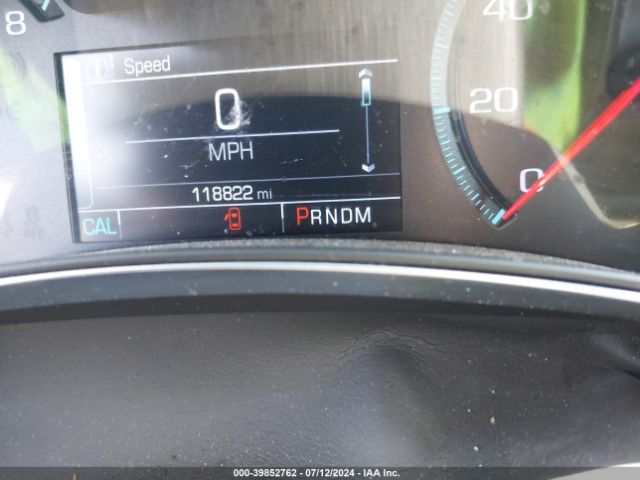 8
Speed
0
MPH
118822 mi
CAL
PRNDM
40
20
0
000-39852762 - 07/12/2024 - IAA Inc.